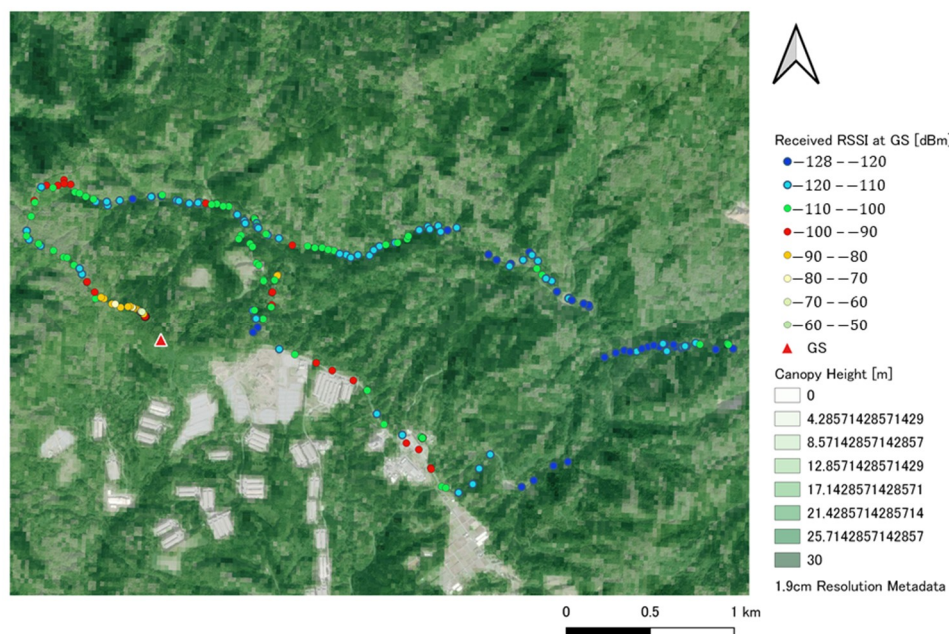 Received RSSI at GS [dBm]
-128 - -120
-120 - -110
-110 - -100
-100 - -90
-90 - -80
-80 - -70
-70 - -60
-60 - -50
GS
Canopy Height [m]
0
4.28571428571429
8.57142857142857
12.8571428571429
17.1428571428571
21.4285714285714
25.7142857142857
30
1.9cm Resolution Metadata
0 0.5 1 km